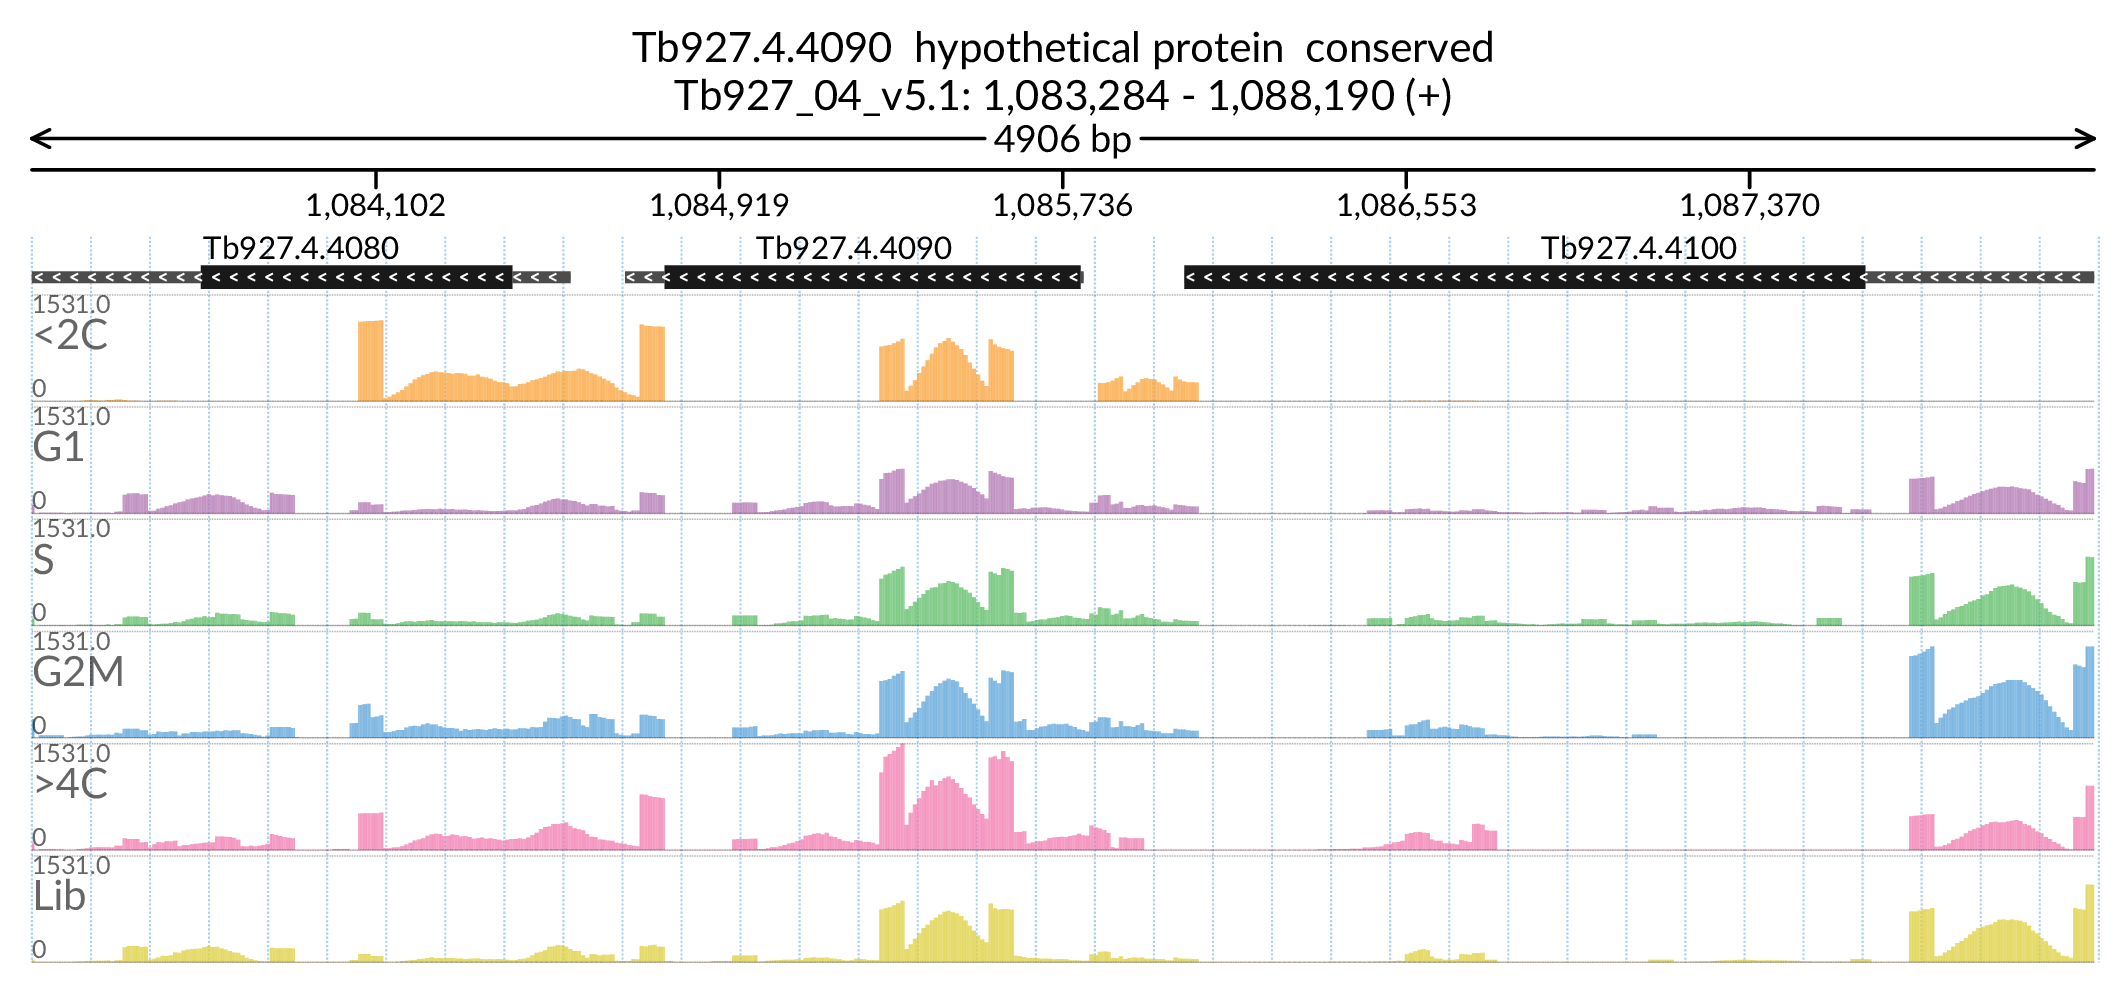 Tb927.4.4090  hypothetical protein  conserved
Tb927_04_v5.1: 1,083,284 - 1,088,190 (+)
4906 bp
1,084,102 1,084,919 1,085,736 1,086,553 1,087,370
Tb927.4.4080 Tb927.4.4090 Tb927.4.4100
1531.0
<2C
0
1531.0
G1
0
1531.0
S
0
1531.0
G2M
0
1531.0
>4C
0
1531.0
Lib
0